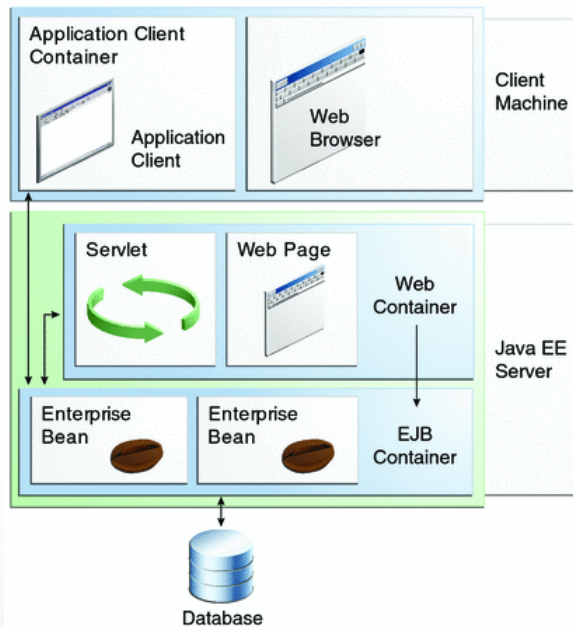 Application Client
Container
Application
Client
Web
Browser
Client
Machine
Servlet
Web Page
Web
Container
Java EE
Server
Enterprise
Bean
Enterprise
Bean
EJB
Container
Database